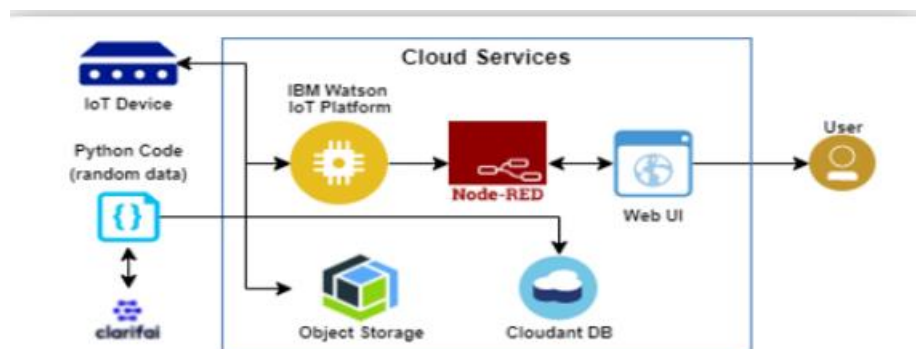 Cloud Services
IoT Device
IBM Watson
IoT Platform
Python Code
(random data)
User
Node-RED
Web UI
clarifai
Object Storage
Cloudant DB